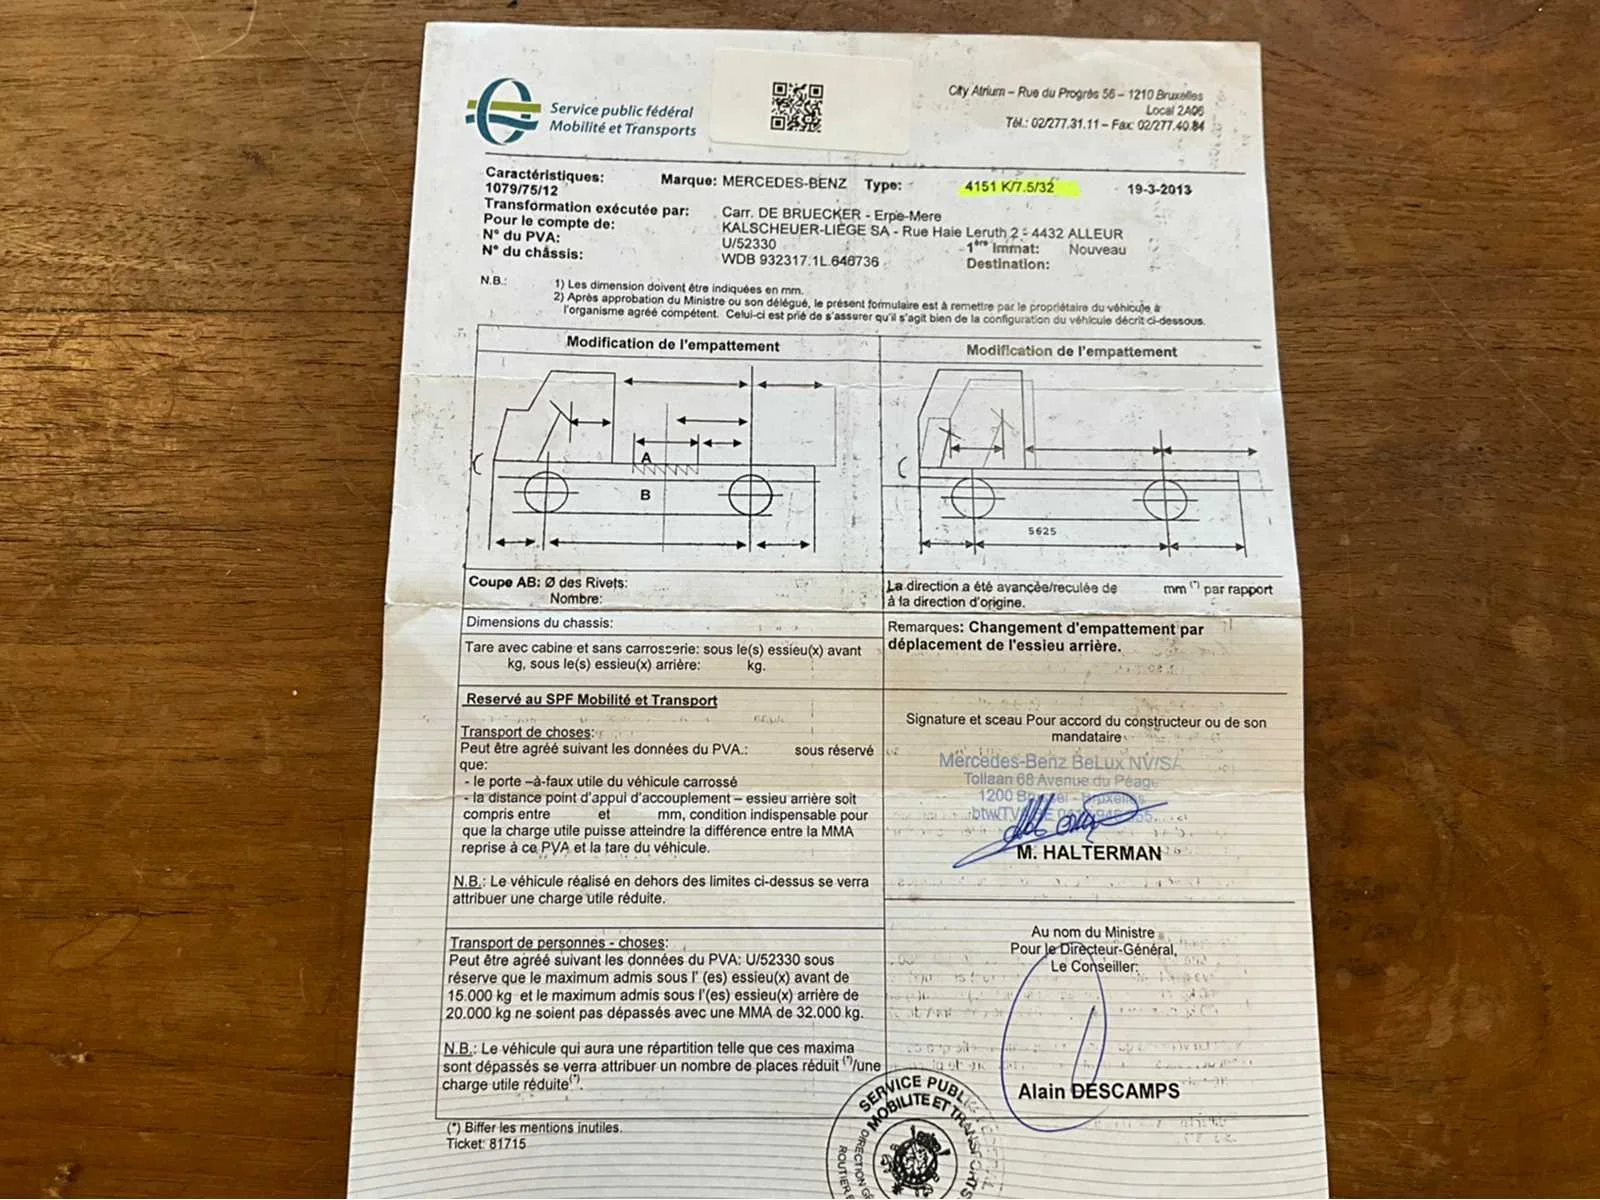 Service public fédéral
Mobilité et Transports
City Atrium – Rue du Progrès 56 – 1210 Bruxelles
Local 2A06
Tél.: 02/277.31.11 – Fax: 02/277.40.84
Caractéristiques: Marque: MERCEDES-BENZ Type: 4151 K/7.5/32 19-3-2013
1079/75/12
Transformation exécutée par: Carr. DE BRUECKER - Erpe-Mere
Pour le compte de: KALSCHEUER-LIÈGE SA - Rue Haie Leruth 2 - 4432 ALLEUR
N° du PVA: U/52330 1ère Immat: Nouveau
N° du châssis: WDB 932317.1L.646736 Destination:
N.B.: 1) Les dimension doivent être indiquées en mm.
2) Après approbation du Ministre ou son délégué, le présent formulaire est à remettre par le propriétaire du véhicule à
l'organisme agréé compétent. Celui-ci est prié de s'assurer qu'il s'agit bien de la configuration du véhicule décrit ci-dessous.
Modification de l'empattement
Modification de l'empattement
A
B
5625
Coupe AB: Ø des Rivets:
Nombre:
La direction a été avancée/reculée de mm (*) par rapport
à la direction d'origine.
Dimensions du chassis:
Tare avec cabine et sans carrosserie: sous le(s) essieu(x) avant
kg, sous le(s) essieu(x) arrière: kg.
Remarques: Changement d'empattement par
déplacement de l'essieu arrière.
Reservé au SPF Mobilité et Transport
Transport de choses:
Peut être agréé suivant les données du PVA.: sous réservé
que:
- le porte –à-faux utile du véhicule carrossé
- la distance point d'appui d'accouplement – essieu arrière soit
compris entre et mm, condition indispensable pour
que la charge utile puisse atteindre la différence entre la MMA
reprise à ce PVA et la tare du véhicule.
N.B.: Le véhicule réalisé en dehors des limites ci-dessus se verra
attribuer une charge utile réduite.
Signature et sceau Pour accord du constructeur ou de son
mandataire
Mercedes-Benz BeLux NV/SA
Tollaan 68 Avenue du Péage
1200 Brussel - Bruxelles
M. HALTERMAN
Transport de personnes - choses:
Peut être agréé suivant les données du PVA: U/52330 sous
réserve que le maximum admis sous l' (es) essieu(x) avant de
15.000 kg et le maximum admis sous l'(es) essieu(x) arrière de
20.000 kg ne soient pas dépassés avec une MMA de 32.000 kg.
N.B.: Le véhicule qui aura une répartition telle que ces maxima
sont dépassés se verra attribuer un nombre de places réduit (*)/une
charge utile réduite(*).
Au nom du Ministre
Pour le Directeur-Général,
Le Conseiller:
Alain DESCAMPS
(*) Biffer les mentions inutiles.
Ticket: 81715
SERVICE PUBLIC
MOBILITE ET TRANSPORTS